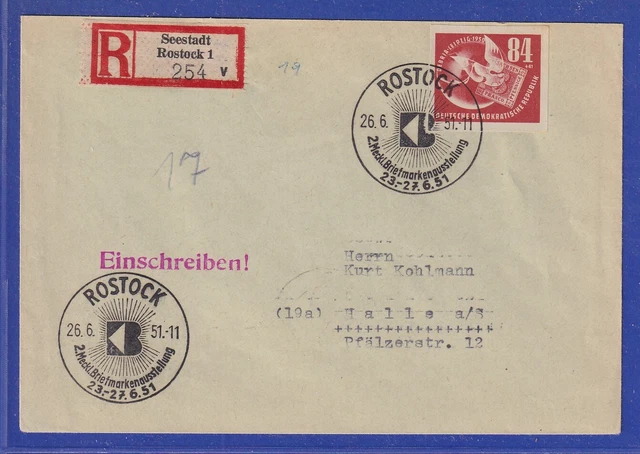 R
Seestadt
Rostock 1
254 v
19
84
DEUTSCHE DEMOKRATISCHE REPUBLIK
ROSTOCK
26.6. 51.-11
2.Meckl.Briefmarkenausstellung
23.-27.6.51
17
Einschreiben!
Herrn
Kurt Kohlmann
(19a) Halle a/S
Pfälzerstr. 12
ROSTOCK
26.6. 51.-11
2.Meckl.Briefmarkenausstellung
23.-27.6.51